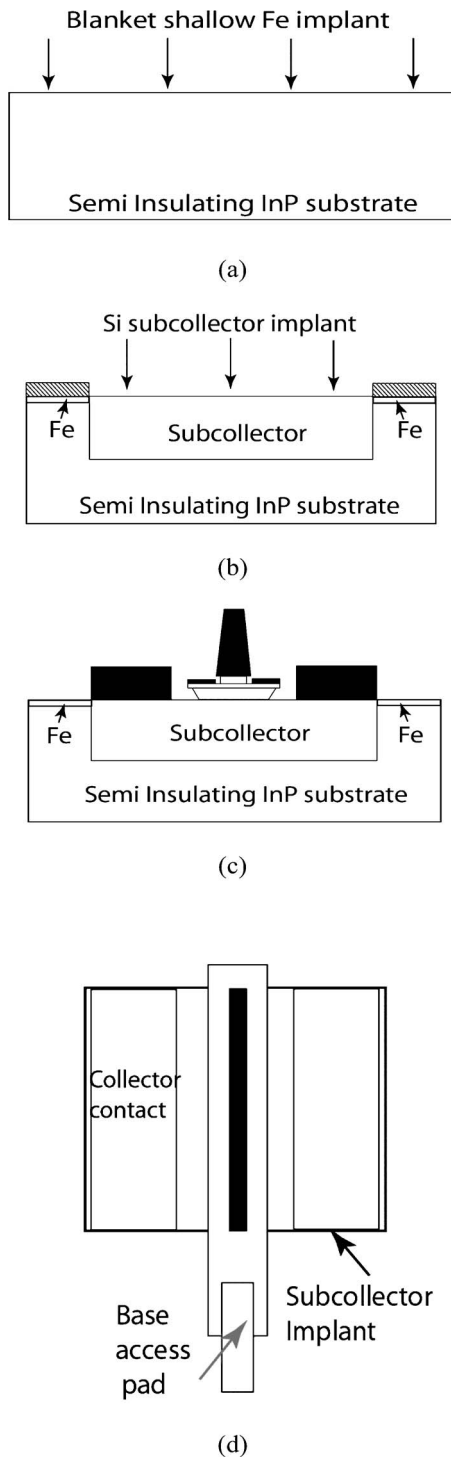 Blanket shallow Fe implant
Semi Insulating InP substrate
(a)
Si subcollector implant
Fe
Fe
Subcollector
Semi Insulating InP substrate
(b)
Fe
Fe
Subcollector
Semi Insulating InP substrate
(c)
Collector
contact
Base
access
pad
Subcollector
Implant
(d)